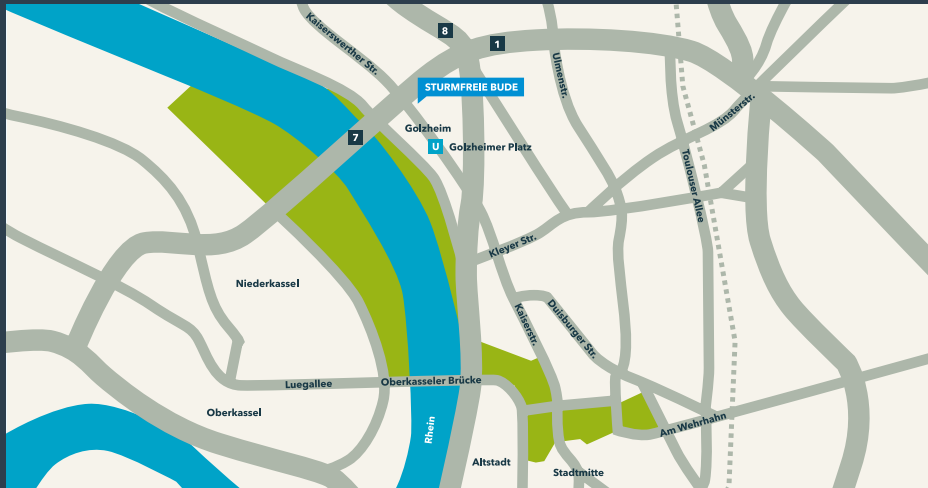 Kaiserswerther Str.
8
1
Ulmenstr.
STURMFREIE BUDE
Münsterstr.
Golzheim
7
U Golzheimer Platz
Toulouser Allee
Kleyer Str.
Niederkassel
Kaiserstr.
Duisburger Str.
Luegallee
Oberkasseler Brücke
Oberkassel
Rhein
Am Wehrhahn
Altstadt
Stadtmitte